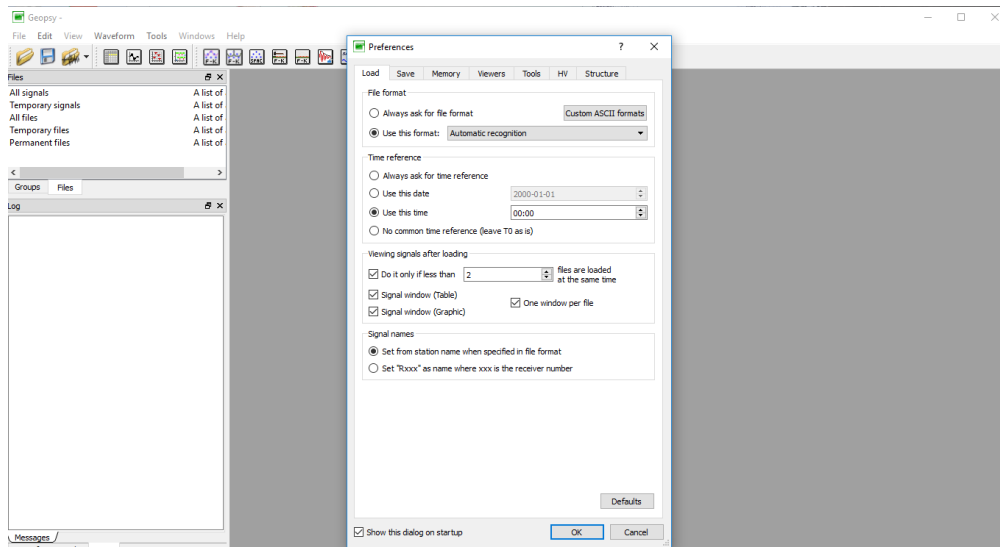 Geopsy -
File Edit View Waveform Tools Windows Help
Files
All signals A list of
Temporary signals A list of
All files A list of
Temporary files A list of
Permanent files A list of
Groups Files
Log
Messages
Preferences
Load Save Memory Viewers Tools HV Structure
File format
Always ask for file format Custom ASCII formats
Use this format: Automatic recognition
Time reference
Always ask for time reference
Use this date 2000-01-01
Use this time 00:00
No common time reference (leave T0 as is)
Viewing signals after loading
Do it only if less than 2 files are loaded
at the same time
Signal window (Table)
One window per file
Signal window (Graphic)
Signal names
Set from station name when specified in file format
Set "Rxxx" as name where xxx is the receiver number
Defaults
Show this dialog on startup OK Cancel